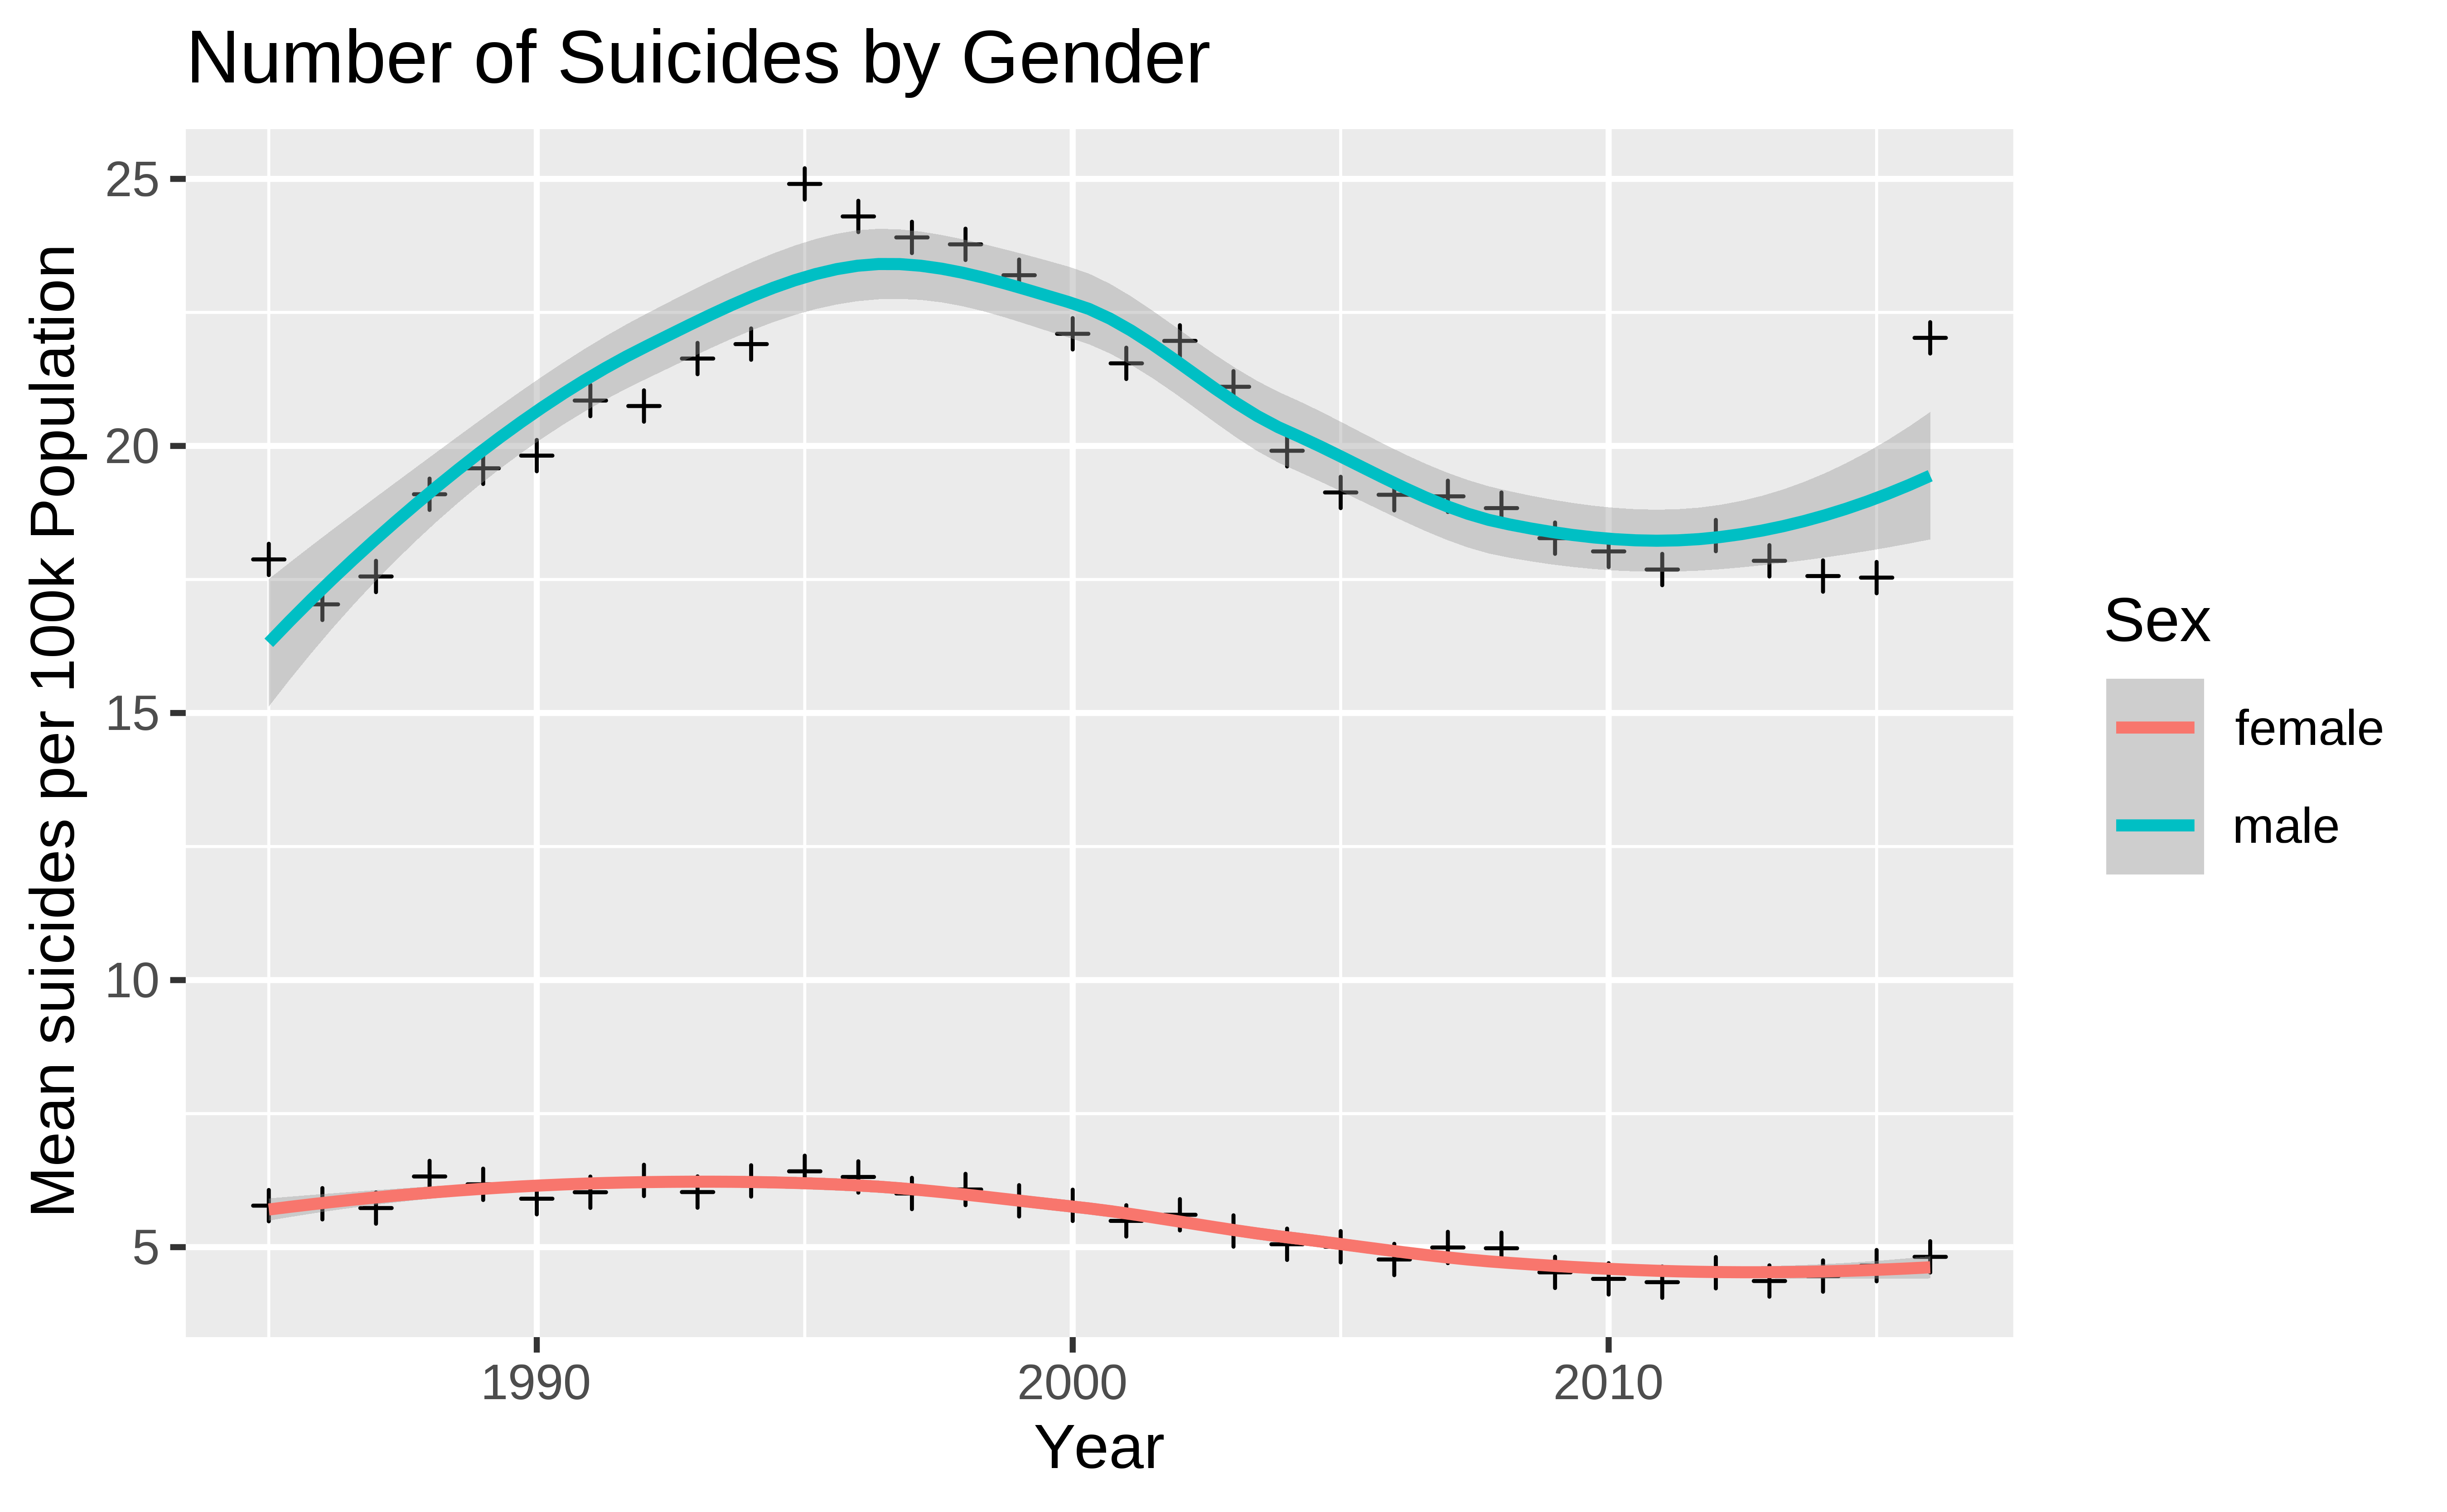 Number of Suicides by Gender
Mean suicides per 100k Population
25
20
15
10
5
1990
2000
2010
Year
Sex
female
male